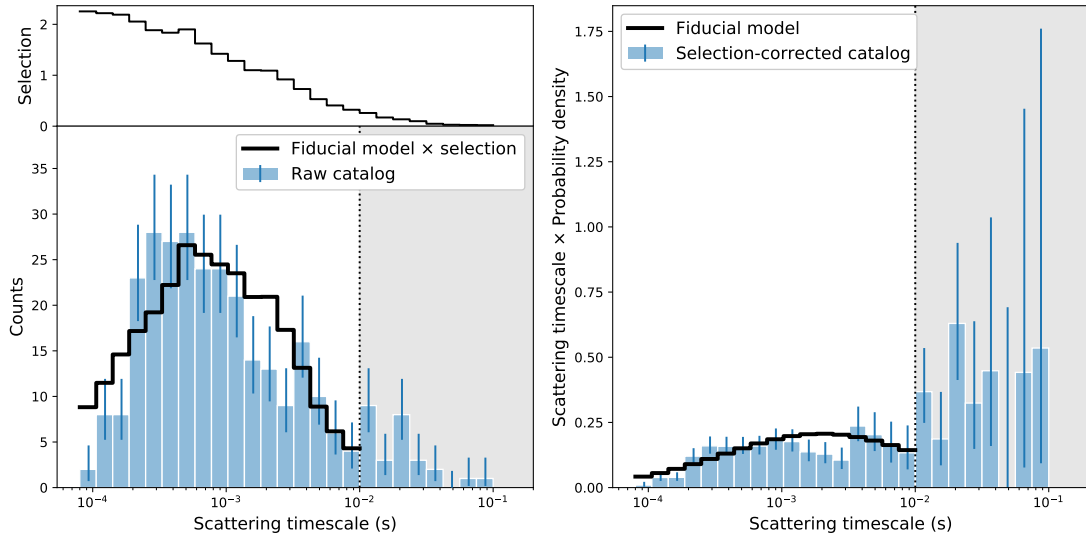 Selection
2
1
0
Fiducial model × selection
Raw catalog
Counts
35
30
25
20
15
10
5
0
10⁻⁴ 10⁻³ 10⁻² 10⁻¹
Scattering timescale (s)
Fiducial model
Selection-corrected catalog
Scattering timescale × Probability density
1.75
1.50
1.25
1.00
0.75
0.50
0.25
0.00
10⁻⁴ 10⁻³ 10⁻² 10⁻¹
Scattering timescale (s)